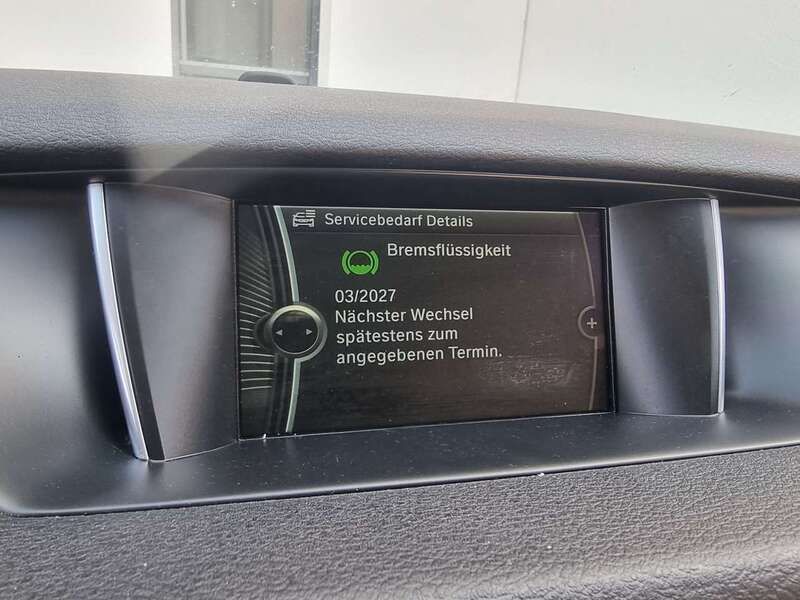 Servicebedarf Details
Bremsflüssigkeit
03/2027
Nächster Wechsel
spätestens zum
angegebenen Termin.